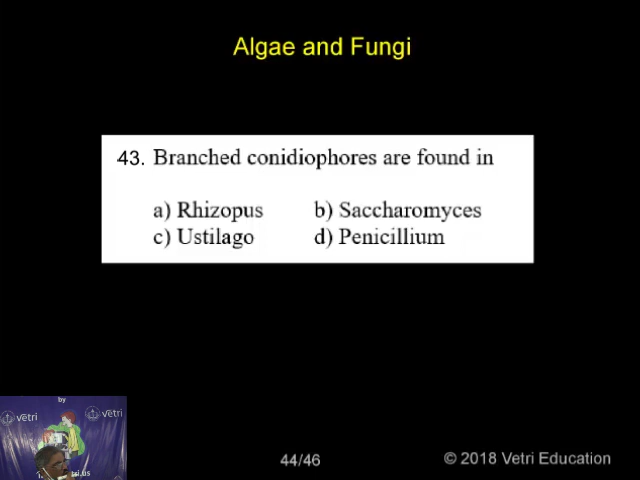 Algae and Fungi
43. Branched conidiophores are found in
a) Rhizopus b) Saccharomyces
c) Ustilago d) Penicillium
by
vetri vetri
44/46 © 2018 Vetri Education